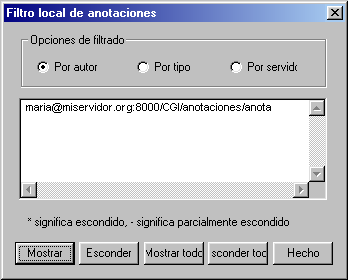 Filtro local de anotaciones
Opciones de filtrado
Por autor Por tipo Por servido
maria@miservidor.org:8000/CGI/anotaciones/anota
* significa escondido, - significa parcialmente escondido
Mostrar Esconder Mostrar todo sconder tod Hecho